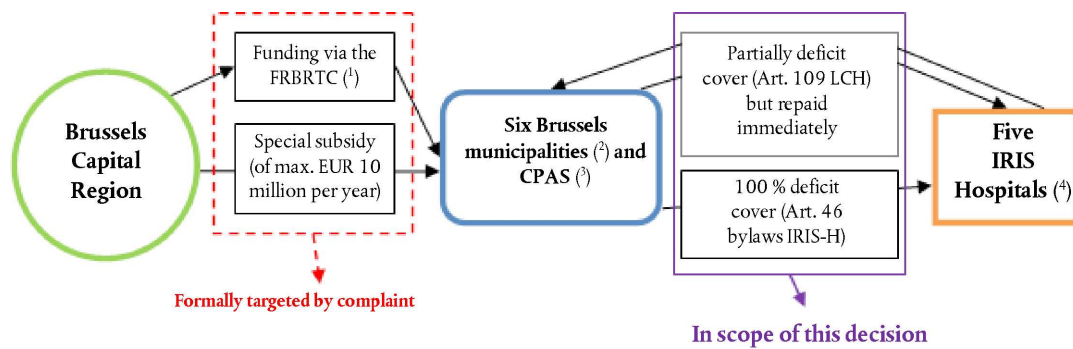 Brussels
Capital
Region
Funding via the
FRBRTC (¹)
Special subsidy
(of max. EUR 10
million per year)
Formally targeted by complaint
Six Brussels
municipalities (²) and
CPAS (³)
Partially deficit
cover (Art. 109 LCH)
but repaid
immediately
100 % deficit
cover (Art. 46
bylaws IRIS-H)
In scope of this decision
Five
IRIS
Hospitals (⁴)